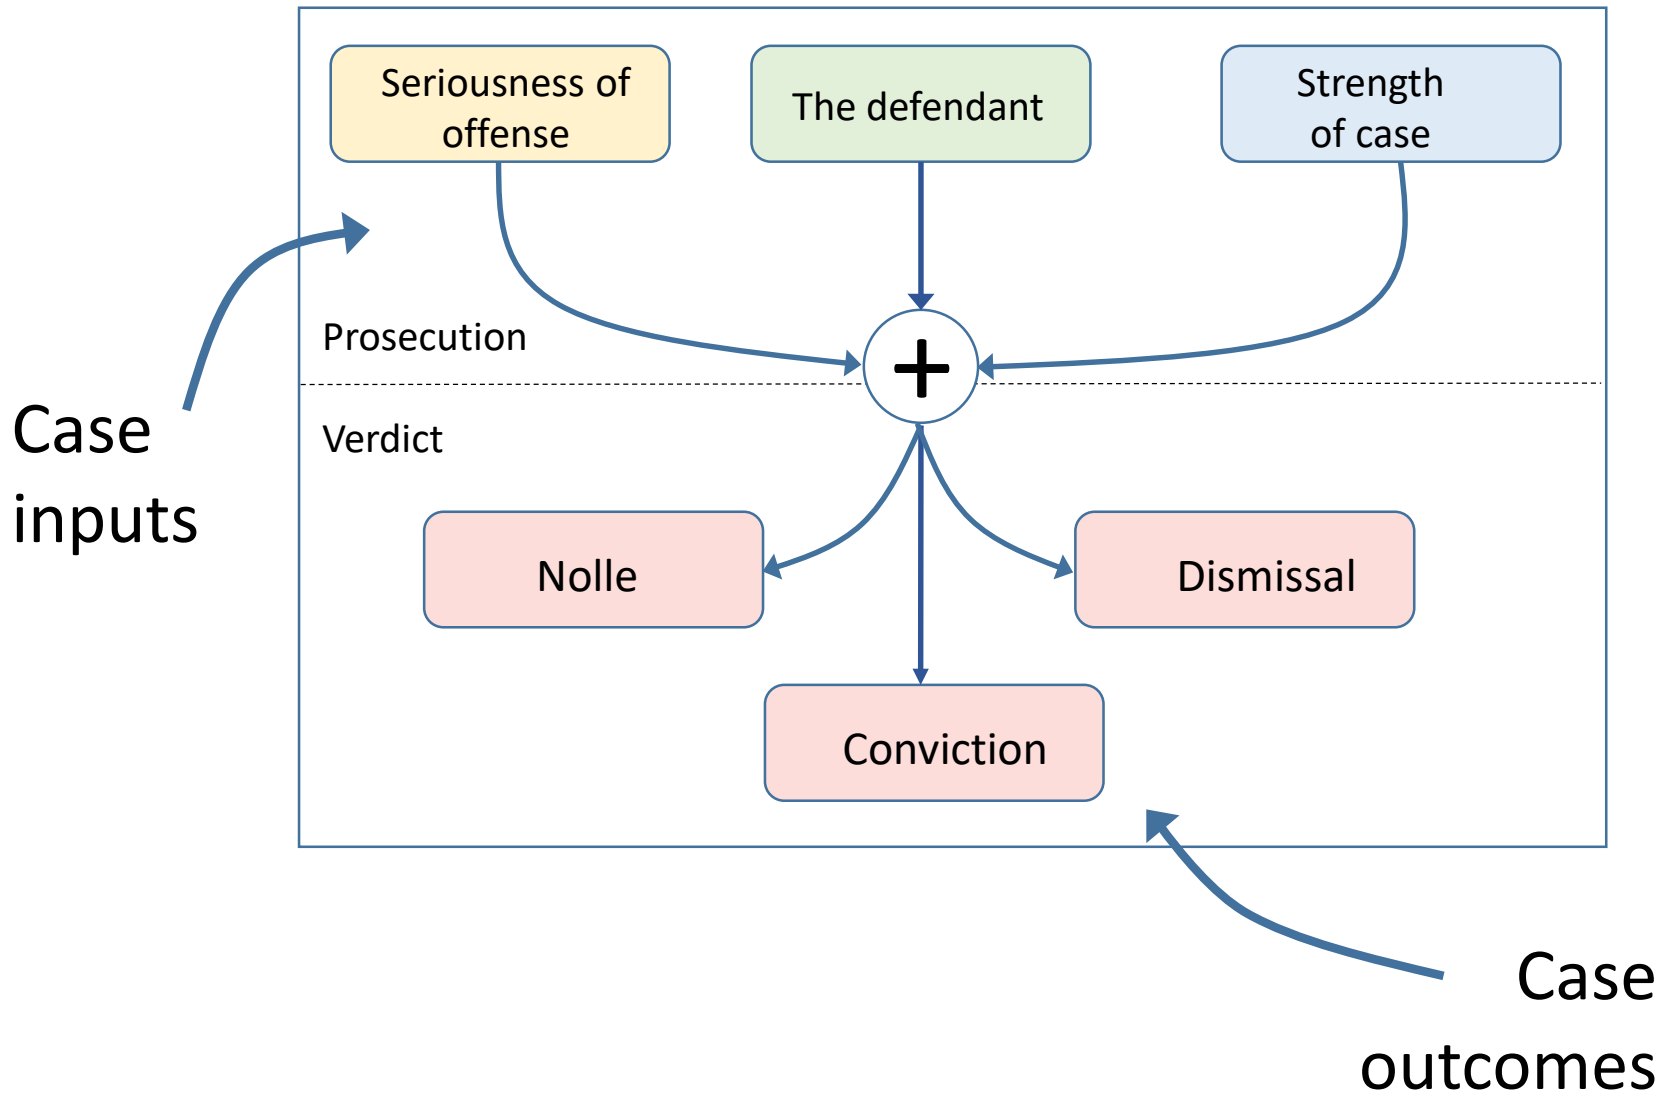 Seriousness of
offense
The defendant
Strength
of case
Prosecution
+
Verdict
Case
inputs
Nolle
Dismissal
Conviction
Case
outcomes